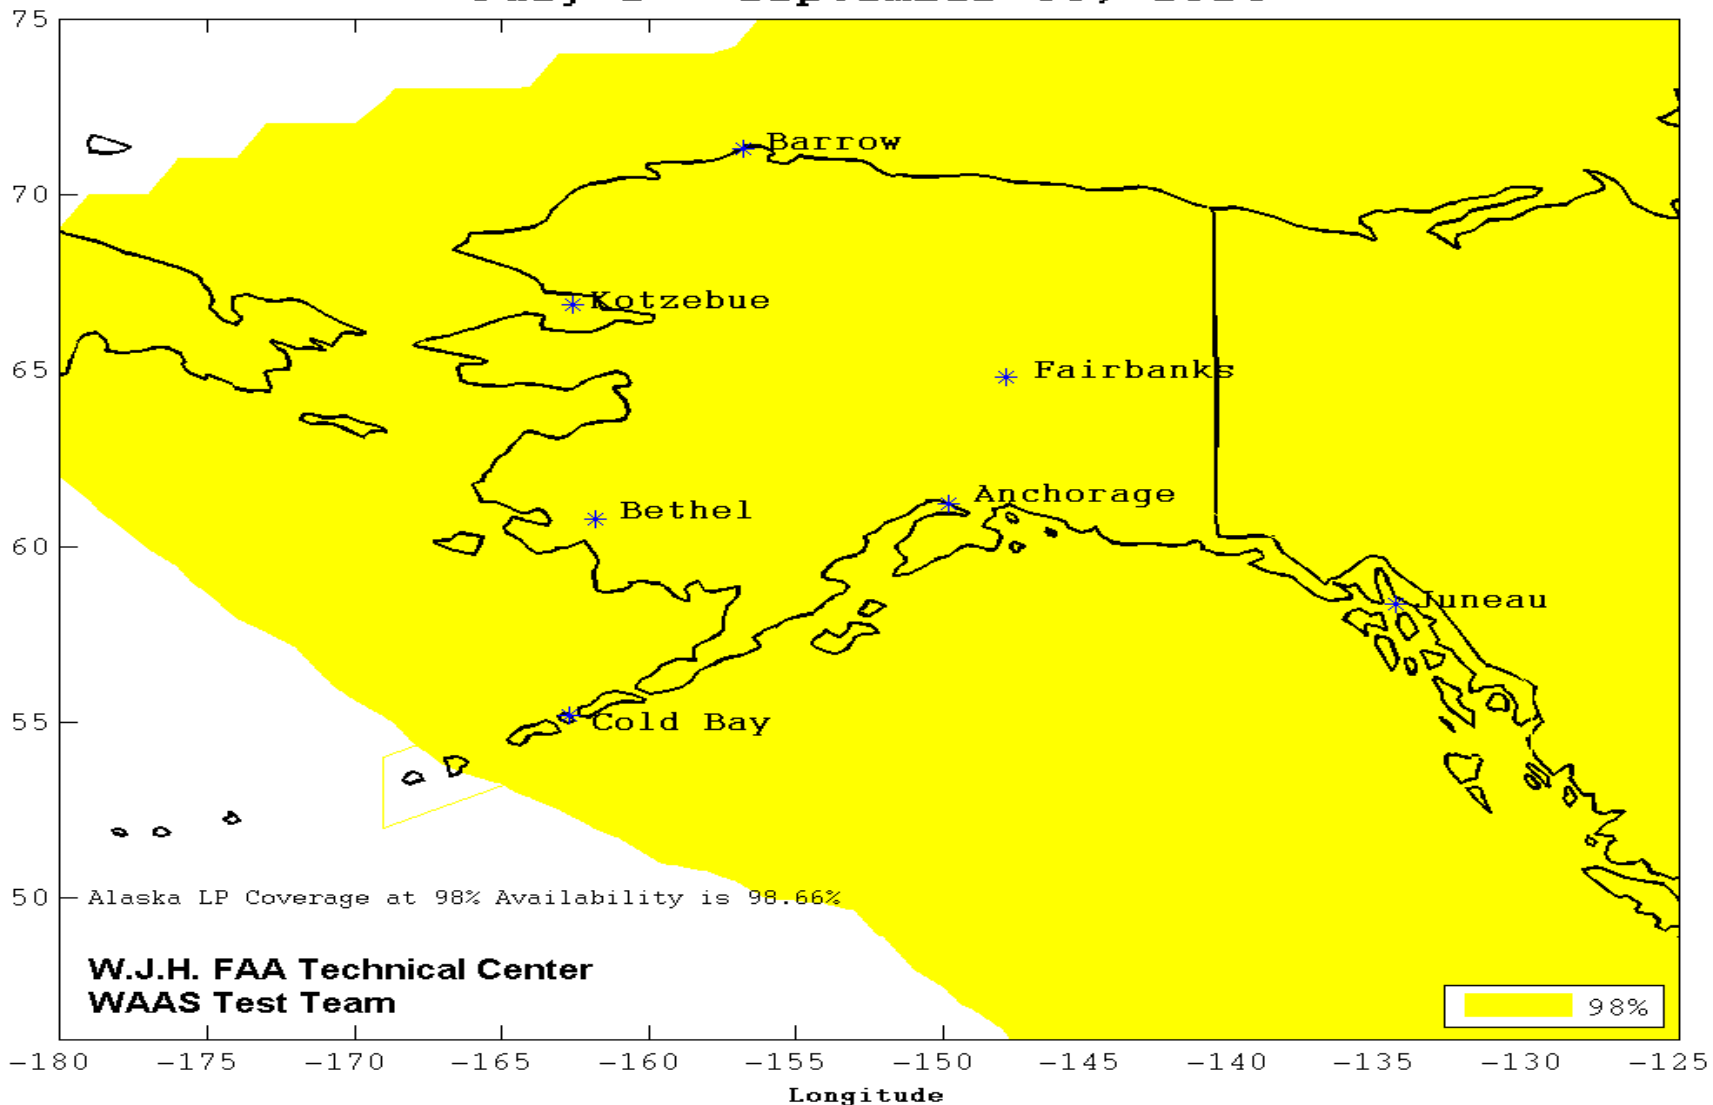 75
Barrow
70
Kotzebue
65
Fairbanks
Anchorage
Bethel
60
Juneau
55
Cold Bay
50
Alaska LP Coverage at 98% Availability is 98.66%
W.J.H. FAA Technical Center
WAAS Test Team
98%
-180 -175 -170 -165 -160 -155 -150 -145 -140 -135 -130 -125
Longitude